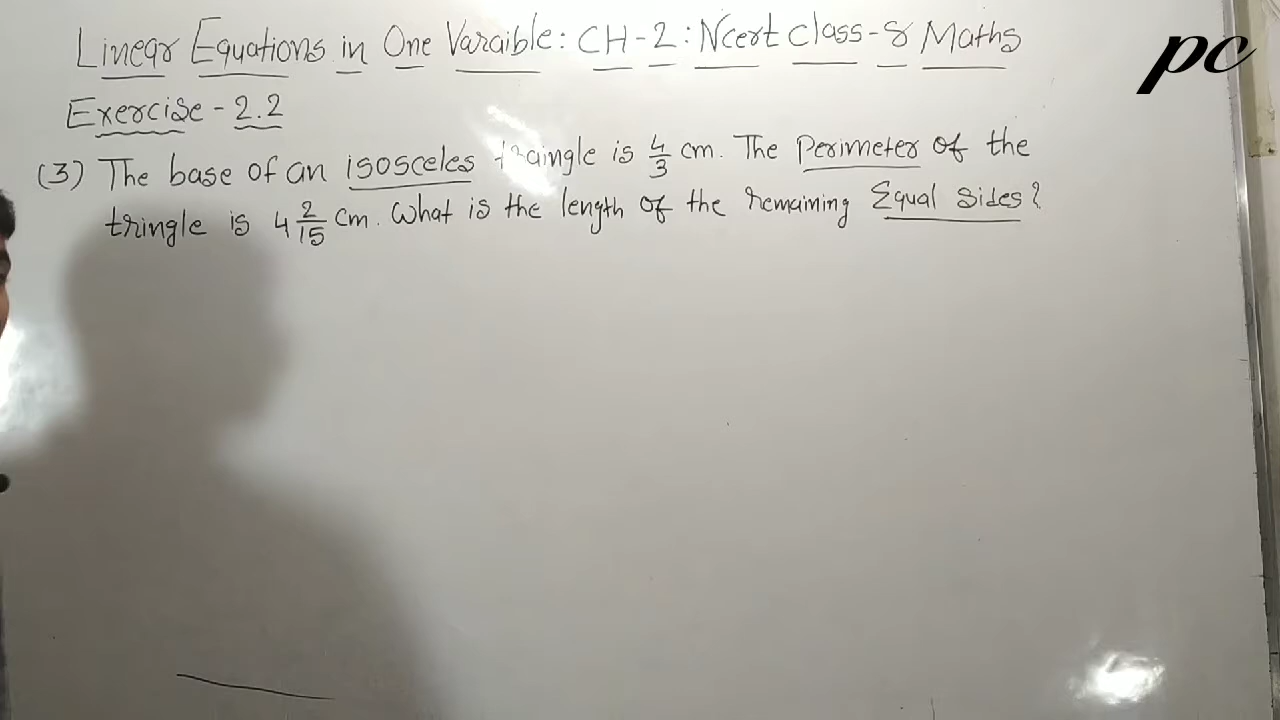 Linear Equations in One Varaible: CH-2: Ncert Class-8 Maths
pc
Exercise - 2.2
(3) The base of an isosceles traingle is 4/3 cm. The Perimeter of the
tringle is 4 2/15 cm. What is the length of the remaining Equal Sides?